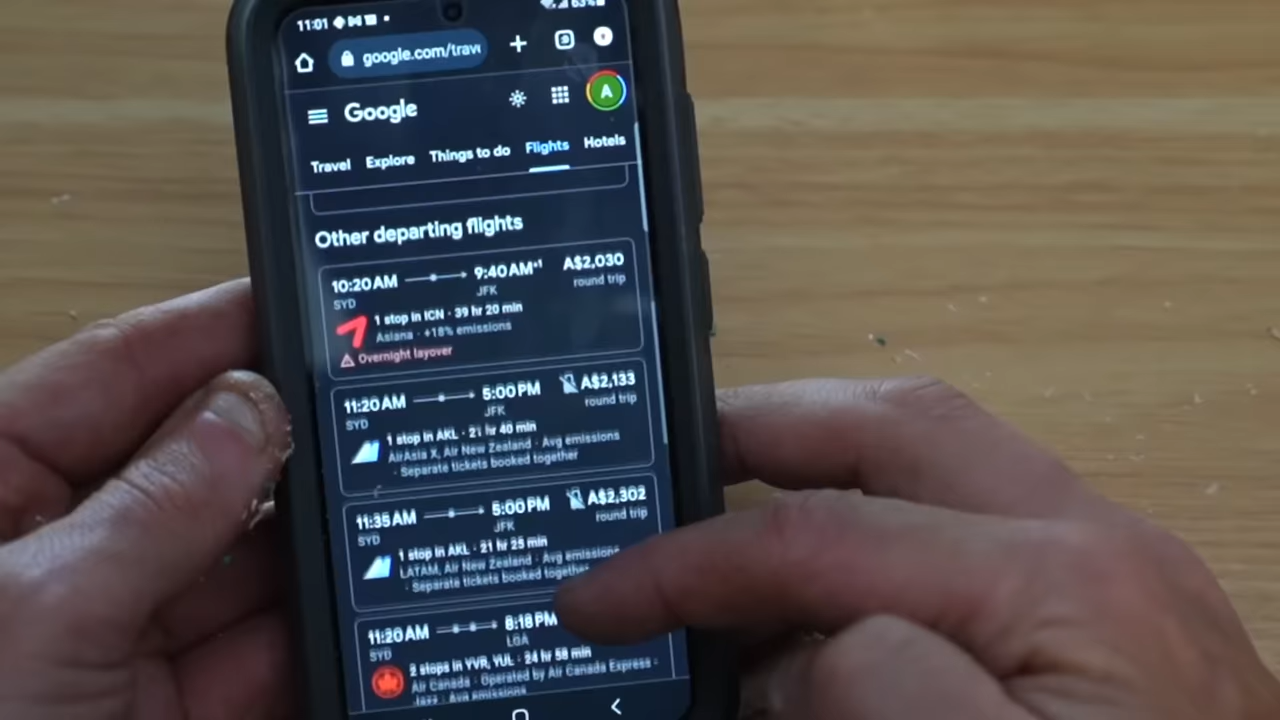 11:01 63%
google.com/trav
Google A
Travel Explore Things to do Flights Hotels
Other departing flights
10:20 AM 9:40 AM+1 A$2,030
SYD JFK round trip
1 stop in ICN · 39 hr 20 min
Asiana · +18% emissions
Overnight layover
11:20 AM 5:00 PM A$2,133
SYD JFK round trip
1 stop in AKL · 21 hr 40 min
AirAsia X, Air New Zealand · Avg emissions
· Separate tickets booked together
11:35 AM 5:00 PM A$2,302
SYD JFK round trip
1 stop in AKL · 21 hr 25 min
LATAM, Air New Zealand · Avg emissions
· Separate tickets booked together
11:20 AM 8:18 PM
SYD LGA
2 stops in YVR, YUL · 24 hr 58 min
Air Canada · Operated by Air Canada Express -
Jazz · Avg emissions